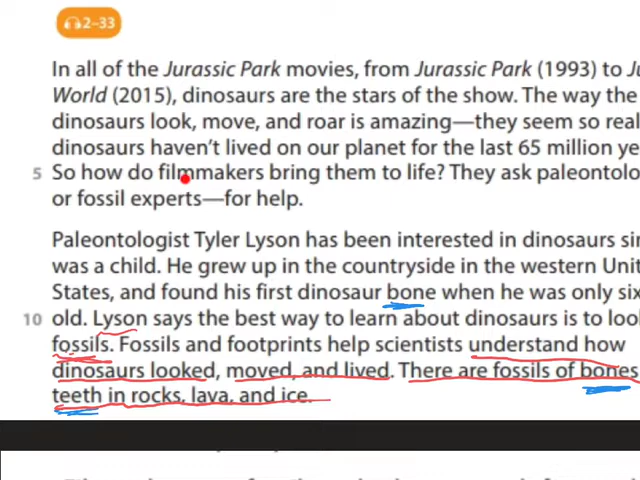 2–33
In all of the Jurassic Park movies, from Jurassic Park (1993) to
World (2015), dinosaurs are the stars of the show. The way the
dinosaurs look, move, and roar is amazing—they seem so real
dinosaurs haven't lived on our planet for the last 65 million
5 So how do filmmakers bring them to life? They ask
or fossil experts—for help.
Paleontologist Tyler Lyson has been interested in dinosaurs
was a child. He grew up in the countryside in the western
States, and found his first dinosaur bone when he was only six
10 old. Lyson says the best way to learn about dinosaurs is to
fossils. Fossils and footprints help scientists understand how
dinosaurs looked, moved, and lived. There are fossils of bones
teeth in rocks, lava, and ice.